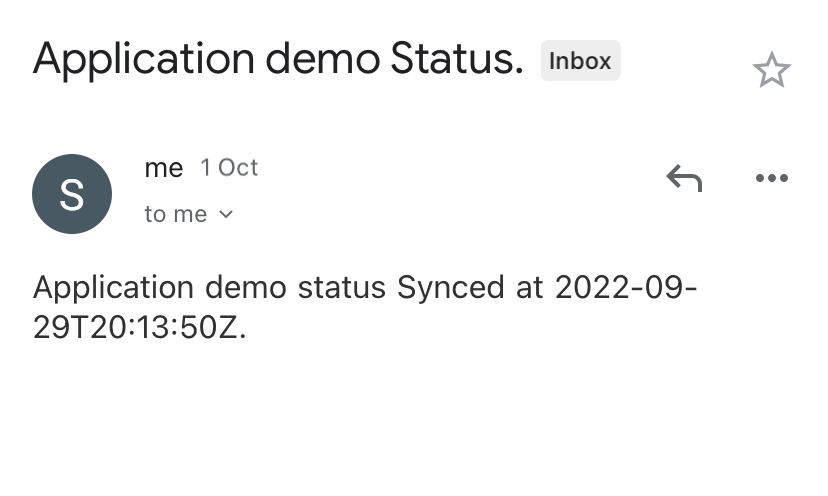 Application demo Status. Inbox
S
me 1 Oct
to me
Application demo status Synced at 2022-09-
29T20:13:50Z.